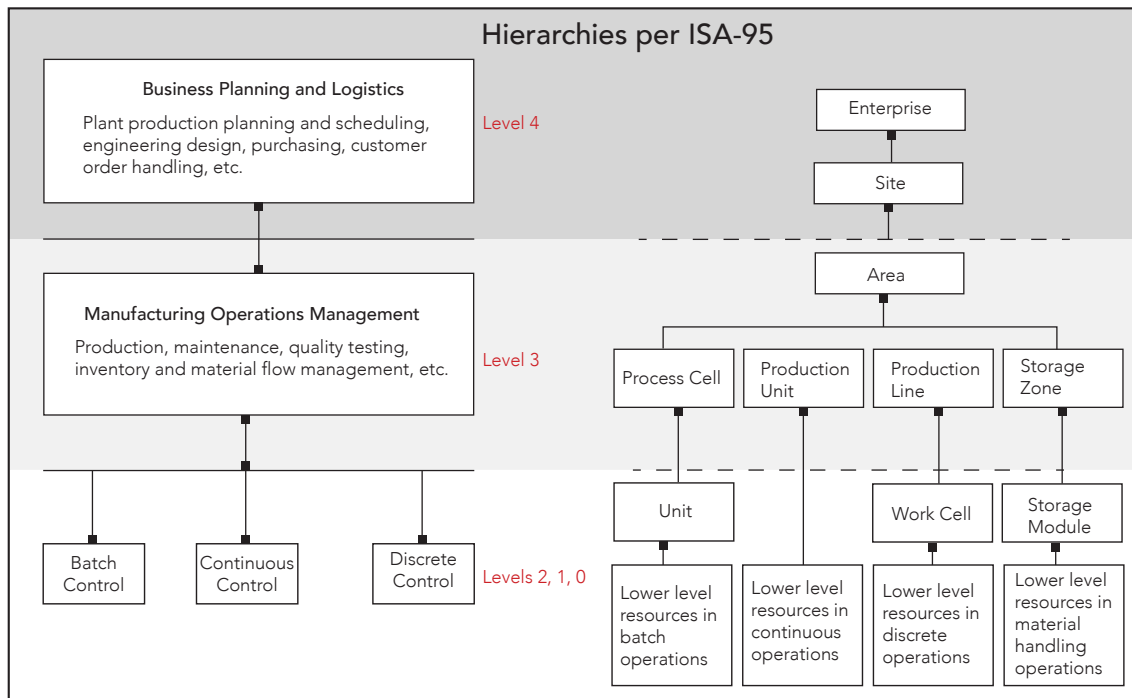 Hierarchies per ISA-95
Business Planning and Logistics
Plant production planning and scheduling,
engineering design, purchasing, customer
order handling, etc.
Level 4
Enterprise
Site
Manufacturing Operations Management
Production, maintenance, quality testing,
inventory and material flow management, etc.
Level 3
Area
Process Cell
Production
Unit
Production
Line
Storage
Zone
Batch
Control
Continuous
Control
Discrete
Control
Levels 2, 1, 0
Unit
Work Cell
Storage
Module
Lower level
resources in
batch
operations
Lower level
resources in
continuous
operations
Lower level
resources in
discrete
operations
Lower level
resources in
material
handling
operations